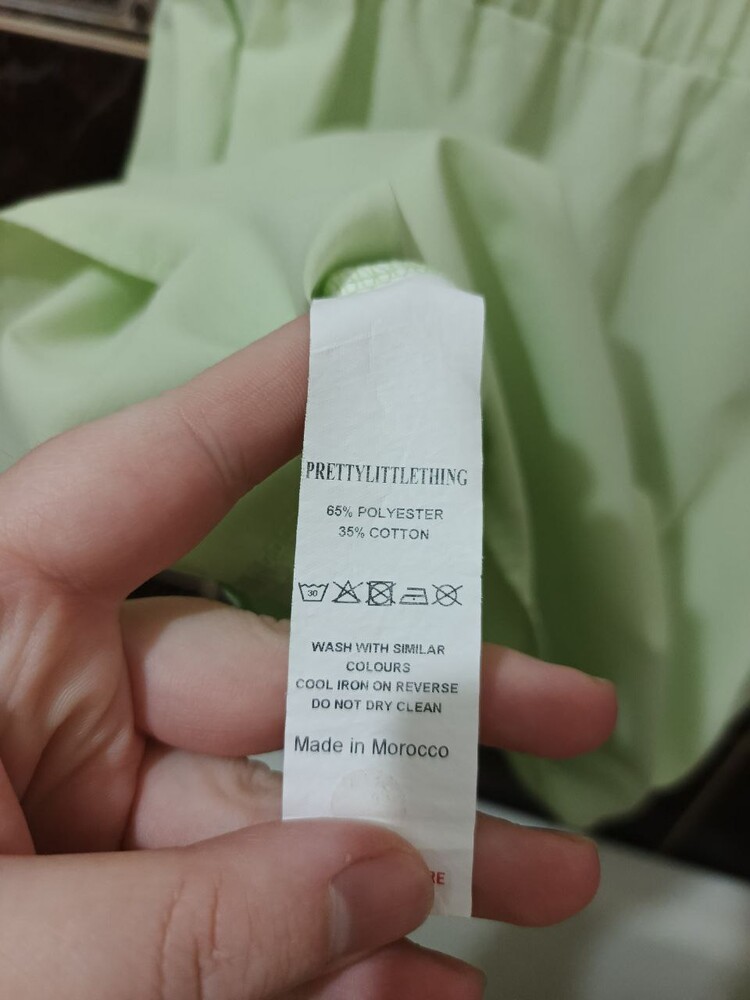 PRETTYLITTLETHING
65% POLYESTER
35% COTTON
30
WASH WITH SIMILAR
COLOURS
COOL IRON ON REVERSE
DO NOT DRY CLEAN
Made in Morocco